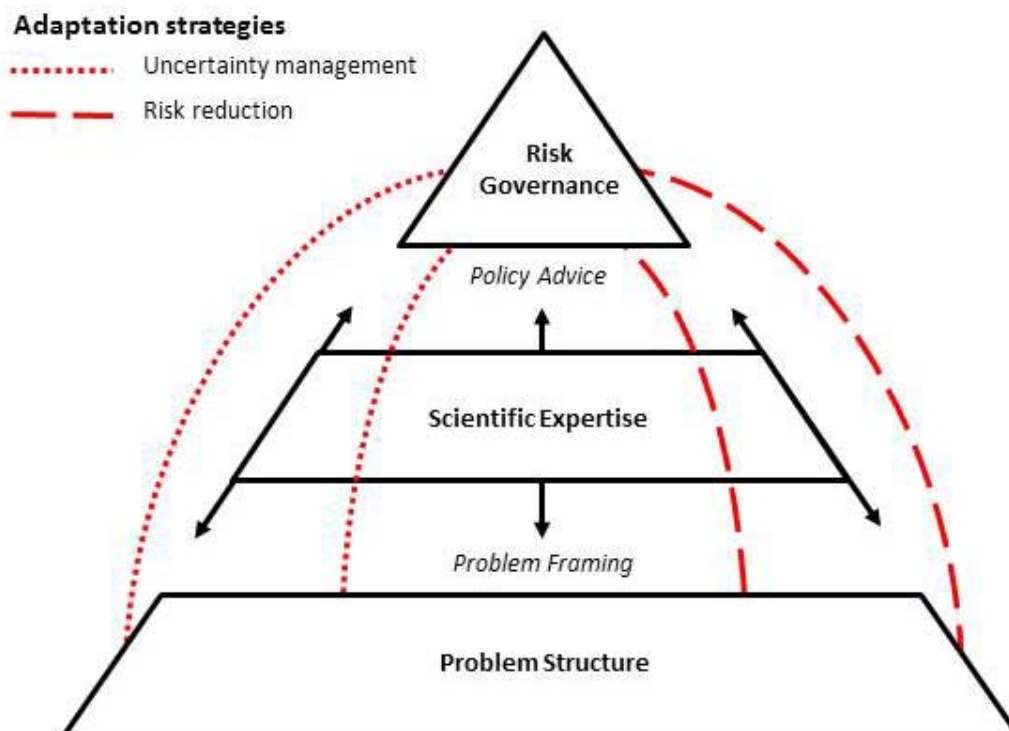 Adaptation strategies
Uncertainty management
Risk reduction
Risk
Governance
Policy Advice
Scientific Expertise
Problem Framing
Problem Structure